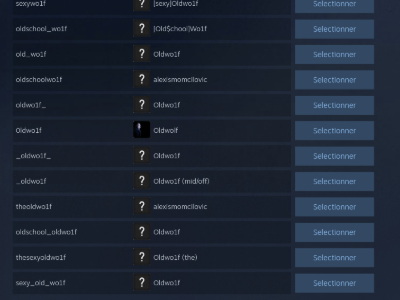 sexywo1f ? [sexy]Oldwo1f Selectionner
oldschool_wo1f ? [Old$chool]Wo1f Selectionner
old_wo1f ? Oldwo1f Selectionner
oldschoolwo1f ? alexismomcilovic Selectionner
oldwo1f_ ? Oldwo1f Selectionner
0ldwo1f Oldwolf Selectionner
_oldwo1f_ ? Oldwo1f Selectionner
_oldwo1f ? Oldwo1f (mid/off) Selectionner
theoldwo1f ? alexismomcilovic Selectionner
oldschool_oldwo1f ? Oldwo1f Selectionner
thesexyoldwo1f ? Oldwo1f (the) Selectionner
sexy_old_wo1f ? Oldwo1f Selectionner